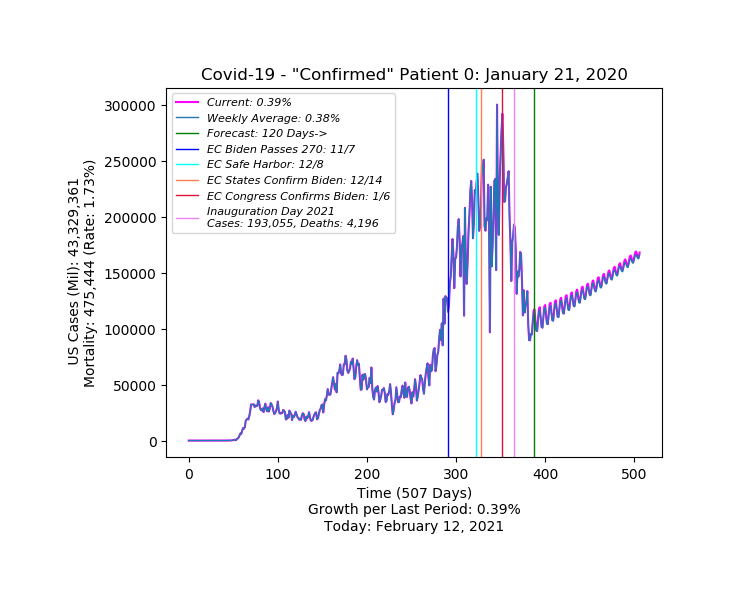 Covid-19 - "Confirmed" Patient 0: January 21, 2020
Current: 0.39%
Weekly Average: 0.38%
Forecast: 120 Days->
EC Biden Passes 270: 11/7
EC Safe Harbor: 12/8
EC States Confirm Biden: 12/14
EC Congress Confirms Biden: 1/6
Inauguration Day 2021
Cases: 193,055, Deaths: 4,196
US Cases (Mil): 43,329,361
Mortality: 475,444 (Rate: 1.73%)
300000
250000
200000
150000
100000
50000
0
0 100 200 300 400 500
Time (507 Days)
Growth per Last Period: 0.39%
Today: February 12, 2021